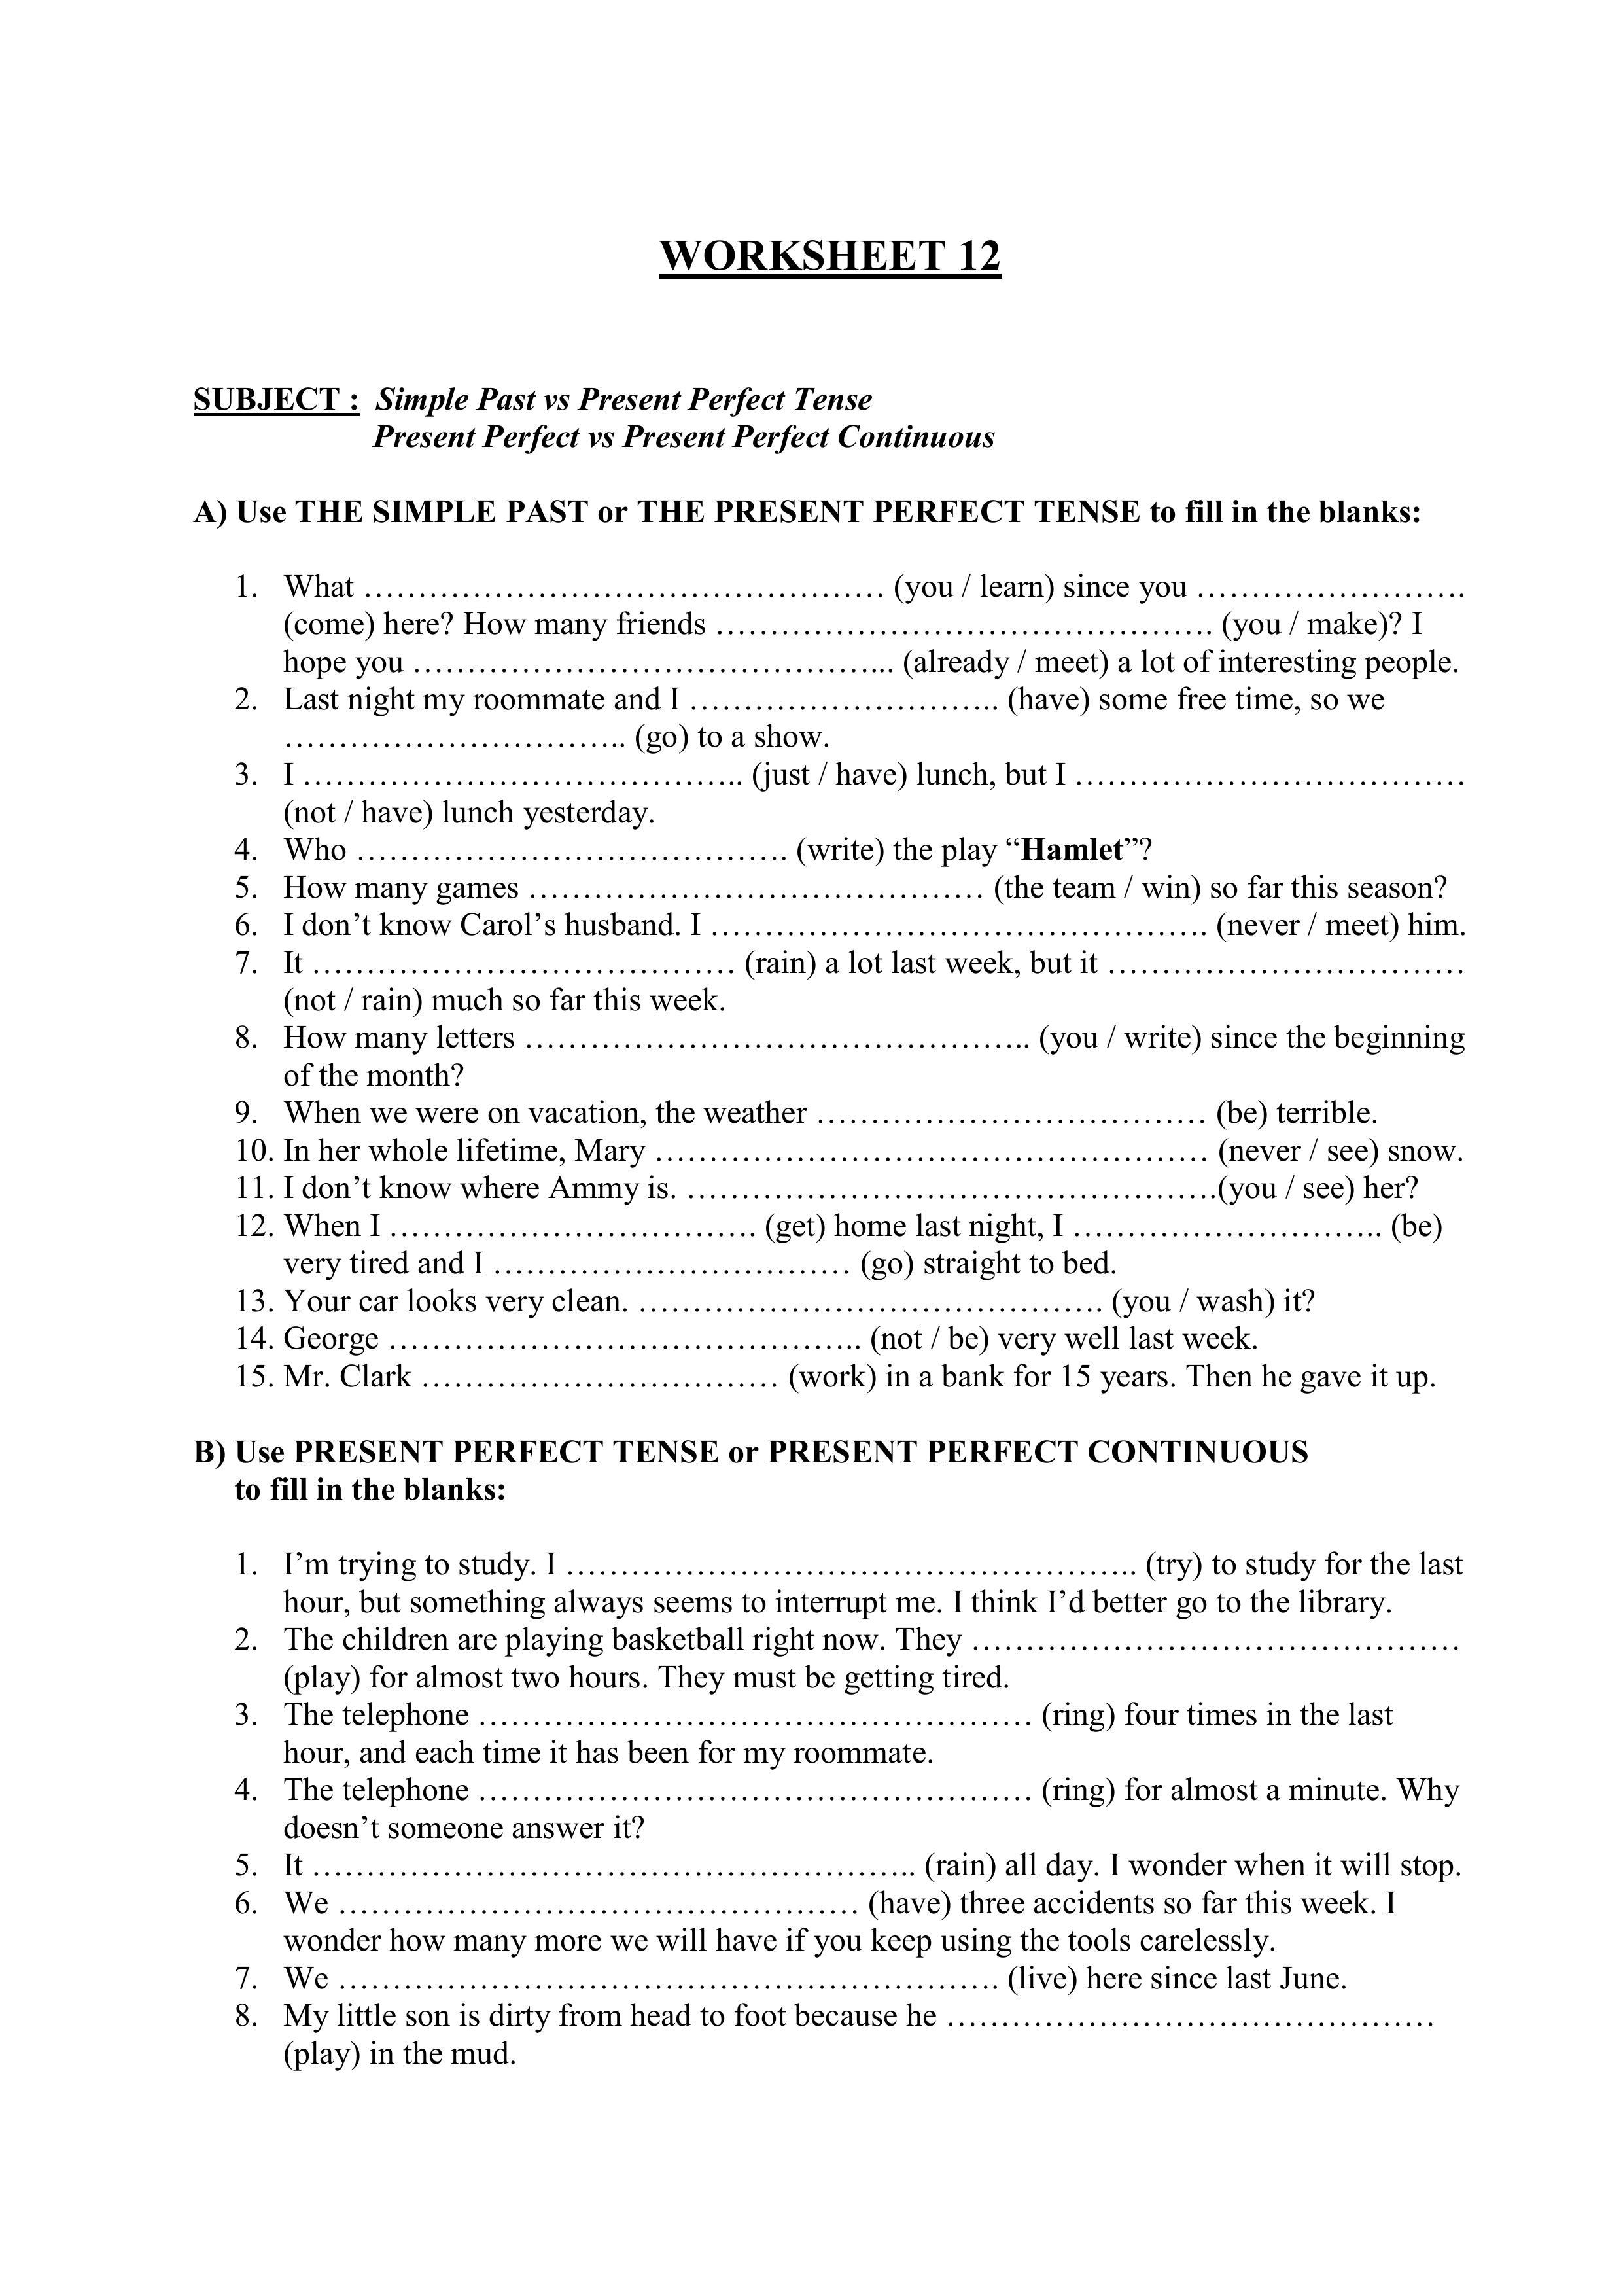 WORKSHEET 12
SUBJECT : Simple Past vs Present Perfect Tense
Present Perfect vs Present Perfect Continuous
A) Use THE SIMPLE PAST or THE PRESENT PERFECT TENSE to fill in the blanks:
1. What ………………………………………… (you / learn) since you …………………….
(come) here? How many friends ………………………………………. (you / make)? I
hope you ……………………………………... (already / meet) a lot of interesting people.
2. Last night my roommate and I ……………………….. (have) some free time, so we
………………………….. (go) to a show.
3. I ………………………………….. (just / have) lunch, but I ………………………………
(not / have) lunch yesterday.
4. Who …………………………………. (write) the play “Hamlet”?
5. How many games …………………………………… (the team / win) so far this season?
6. I don’t know Carol’s husband. I ………………………………………. (never / meet) him.
7. It ………………………………… (rain) a lot last week, but it ……………………………
(not / rain) much so far this week.
8. How many letters ……………………………………….. (you / write) since the beginning
of the month?
9. When we were on vacation, the weather ……………………………… (be) terrible.
10. In her whole lifetime, Mary …………………………………………… (never / see) snow.
11. I don’t know where Ammy is. ………………………………………….(you / see) her?
12. When I ……………………………. (get) home last night, I ……………………….. (be)
very tired and I …………………………… (go) straight to bed.
13. Your car looks very clean. ……………………………………. (you / wash) it?
14. George …………………………………….. (not / be) very well last week.
15. Mr. Clark …………………………… (work) in a bank for 15 years. Then he gave it up.
B) Use PRESENT PERFECT TENSE or PRESENT PERFECT CONTINUOUS
to fill in the blanks:
1. I’m trying to study. I …………………………………………….. (try) to study for the last
hour, but something always seems to interrupt me. I think I’d better go to the library.
2. The children are playing basketball right now. They ………………………………………
(play) for almost two hours. They must be getting tired.
3. The telephone …………………………………………… (ring) four times in the last
hour, and each time it has been for my roommate.
4. The telephone …………………………………………… (ring) for almost a minute. Why
doesn’t someone answer it?
5. It ……………………………………………….. (rain) all day. I wonder when it will stop.
6. We ………………………………………… (have) three accidents so far this week. I
wonder how many more we will have if you keep using the tools carelessly.
7. We ……………………………………………………. (live) here since last June.
8. My little son is dirty from head to foot because he ………………………………………
(play) in the mud.